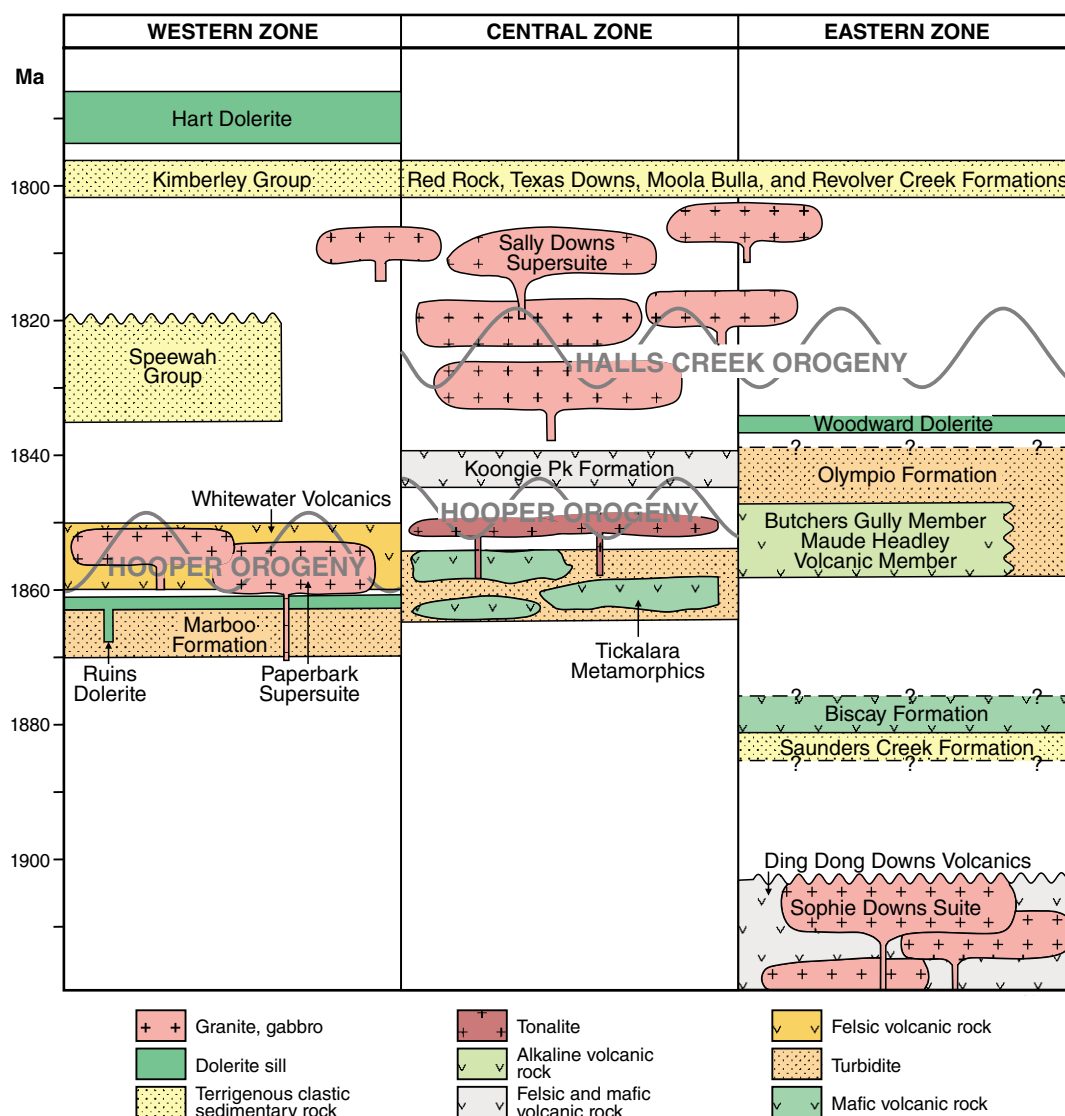 WESTERN ZONE
CENTRAL ZONE
EASTERN ZONE
Ma
Hart Dolerite
1800
Kimberley Group
Red Rock, Texas Downs, Moola Bulla, and Revolver Creek Formations
Sally Downs
Supersuite
1820
Speewah
Group
HALLS CREEK OROGENY
Woodward Dolerite
1840
? ? ?
Koongie Pk Formation
Olympio Formation
Whitewater Volcanics
HOOPER OROGENY
Butchers Gully Member
Maude Headley
Volcanic Member
HOOPER OROGENY
1860
Marboo
Formation
Tickalara
Metamorphics
Ruins
Dolerite
Paperbark
Supersuite
? ? ?
Biscay Formation
1880
Saunders Creek Formation
? ? ?
1900
Ding Dong Downs Volcanics
Sophie Downs Suite
Granite, gabbro
Tonalite
Felsic volcanic rock
Dolerite sill
Alkaline volcanic
rock
Turbidite
Terrigenous clastic
sedimentary rock
Felsic and mafic
volcanic rock
Mafic volcanic rock